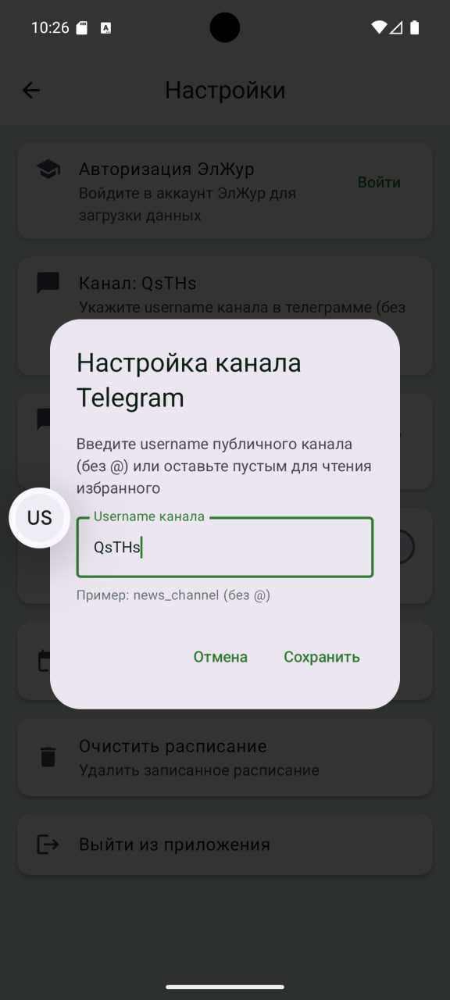 10:26
Настройки
Авторизация ЭлЖур
Войдите в аккаунт ЭлЖур для
загрузки данных
Войти
Канал: QsTHs
Укажите username канала в телеграмме (без
Настройка канала
Telegram
Введите username публичного канала
(без @) или оставьте пустым для чтения
избранного
US
Username канала
QsTHs
Пример: news_channel (без @)
Отмена
Сохранить
Очистить расписание
Удалить записанное расписание
Выйти из приложения